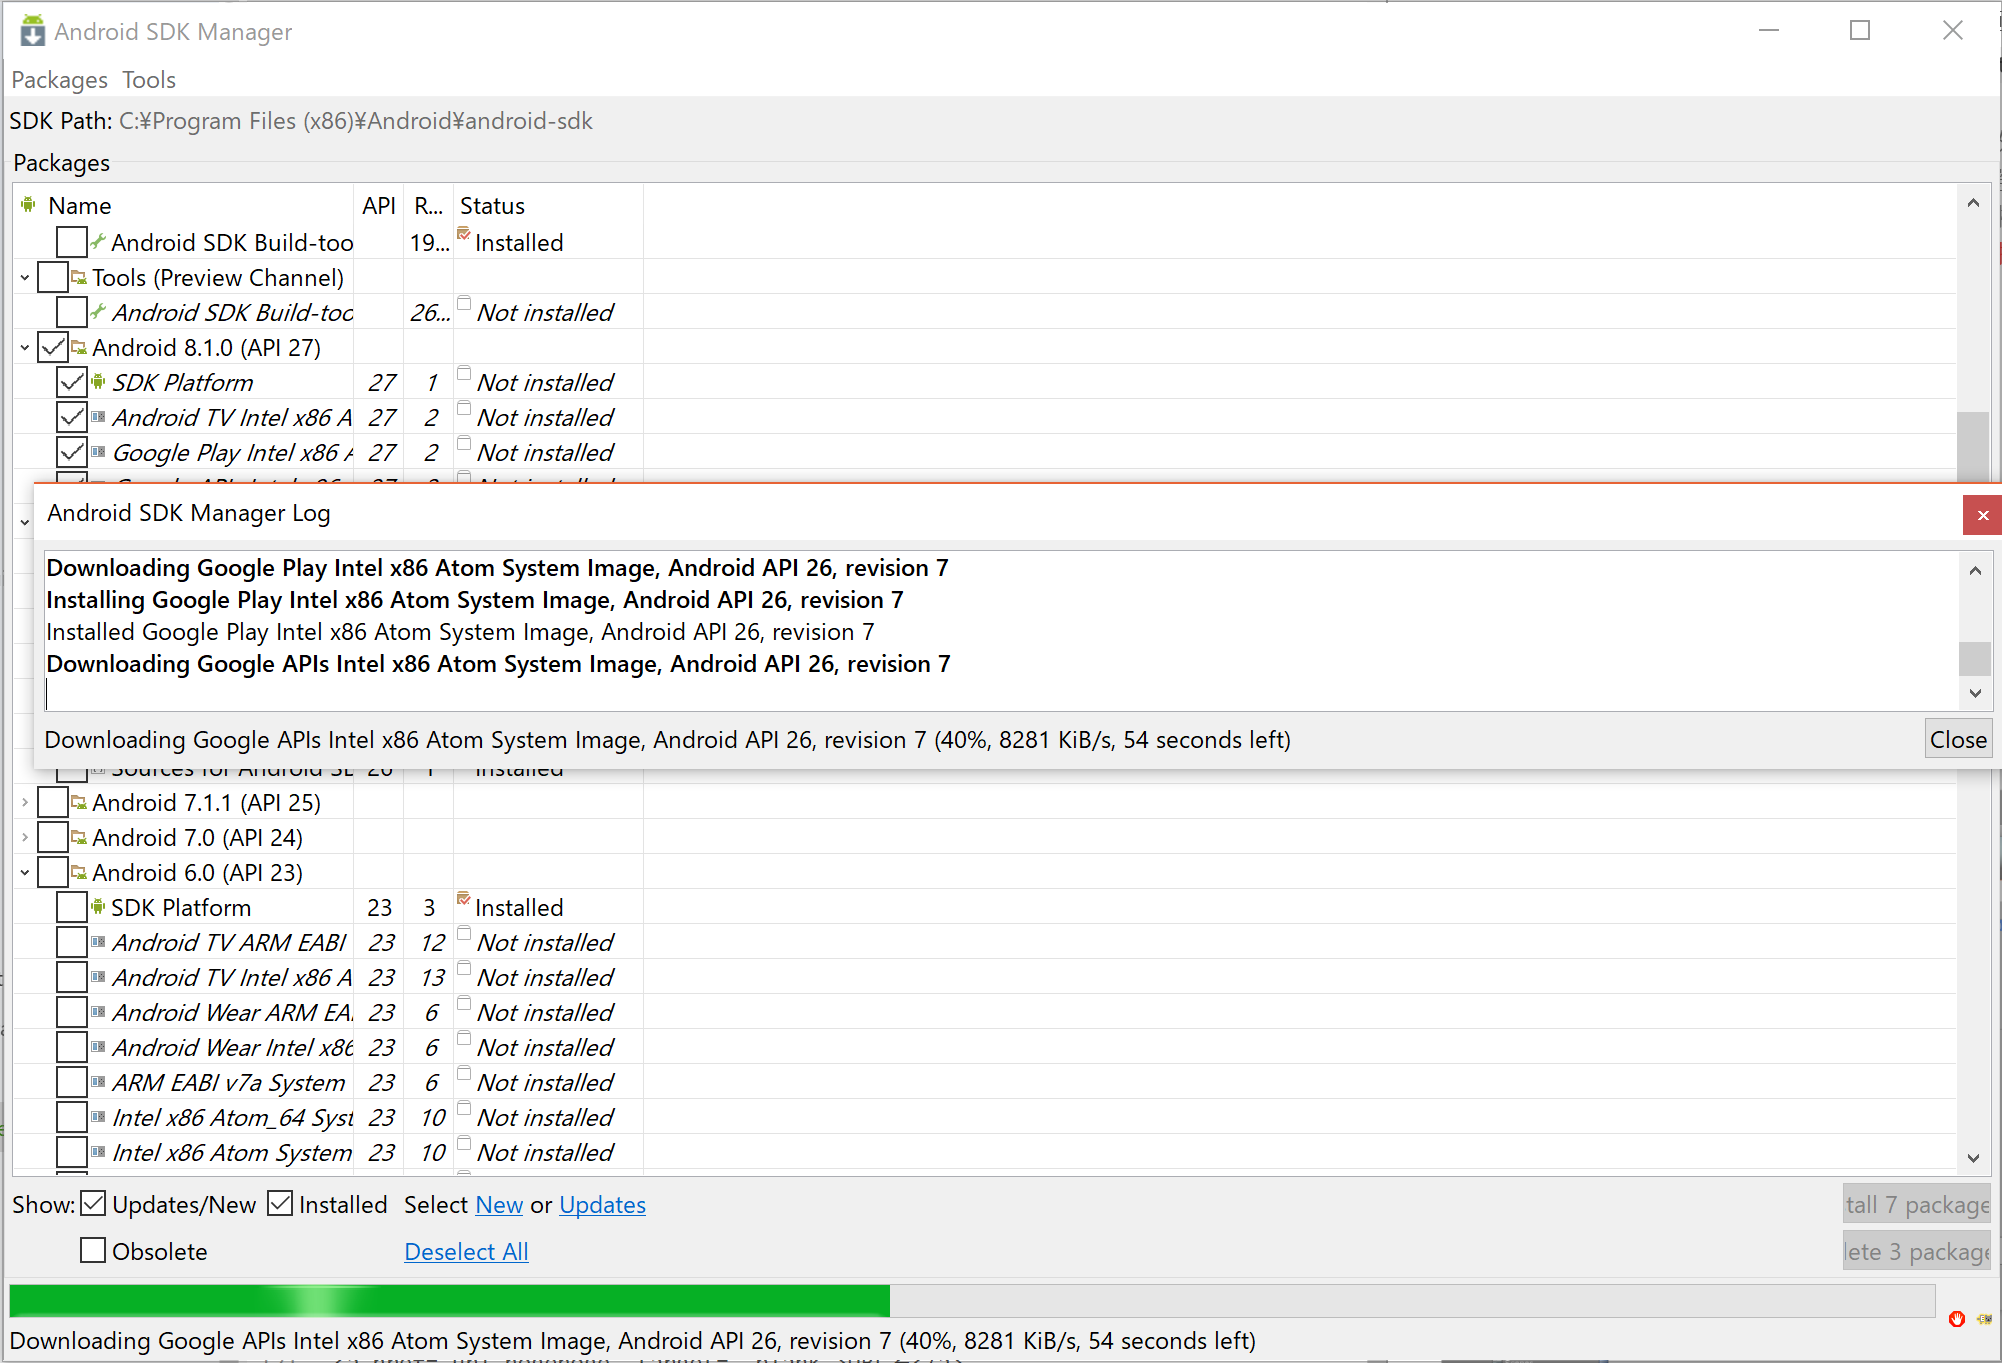 Android SDK Manager
Packages Tools
SDK Path: C:¥Program Files (x86)¥Android¥android-sdk
Packages
Name API R... Status
Android SDK Build-too 19... Installed
Tools (Preview Channel)
Android SDK Build-too 26... Not installed
Android 8.1.0 (API 27)
SDK Platform 27 1 Not installed
Android TV Intel x86 A 27 2 Not installed
Google Play Intel x86 A 27 2 Not installed
Android SDK Manager Log
Downloading Google Play Intel x86 Atom System Image, Android API 26, revision 7
Installing Google Play Intel x86 Atom System Image, Android API 26, revision 7
Installed Google Play Intel x86 Atom System Image, Android API 26, revision 7
Downloading Google APIs Intel x86 Atom System Image, Android API 26, revision 7
Downloading Google APIs Intel x86 Atom System Image, Android API 26, revision 7 (40%, 8281 KiB/s, 54 seconds left)
Close
Sources for Android SD 26 1 Installed
Android 7.1.1 (API 25)
Android 7.0 (API 24)
Android 6.0 (API 23)
SDK Platform 23 3 Installed
Android TV ARM EABI 23 12 Not installed
Android TV Intel x86 A 23 13 Not installed
Android Wear ARM EA 23 6 Not installed
Android Wear Intel x86 23 6 Not installed
ARM EABI v7a System 23 6 Not installed
Intel x86 Atom_64 Syst 23 10 Not installed
Intel x86 Atom System 23 10 Not installed
Show: Updates/New Installed Select New or Updates
tall 7 package
Obsolete Deselect All
lete 3 package
Downloading Google APIs Intel x86 Atom System Image, Android API 26, revision 7 (40%, 8281 KiB/s, 54 seconds left)